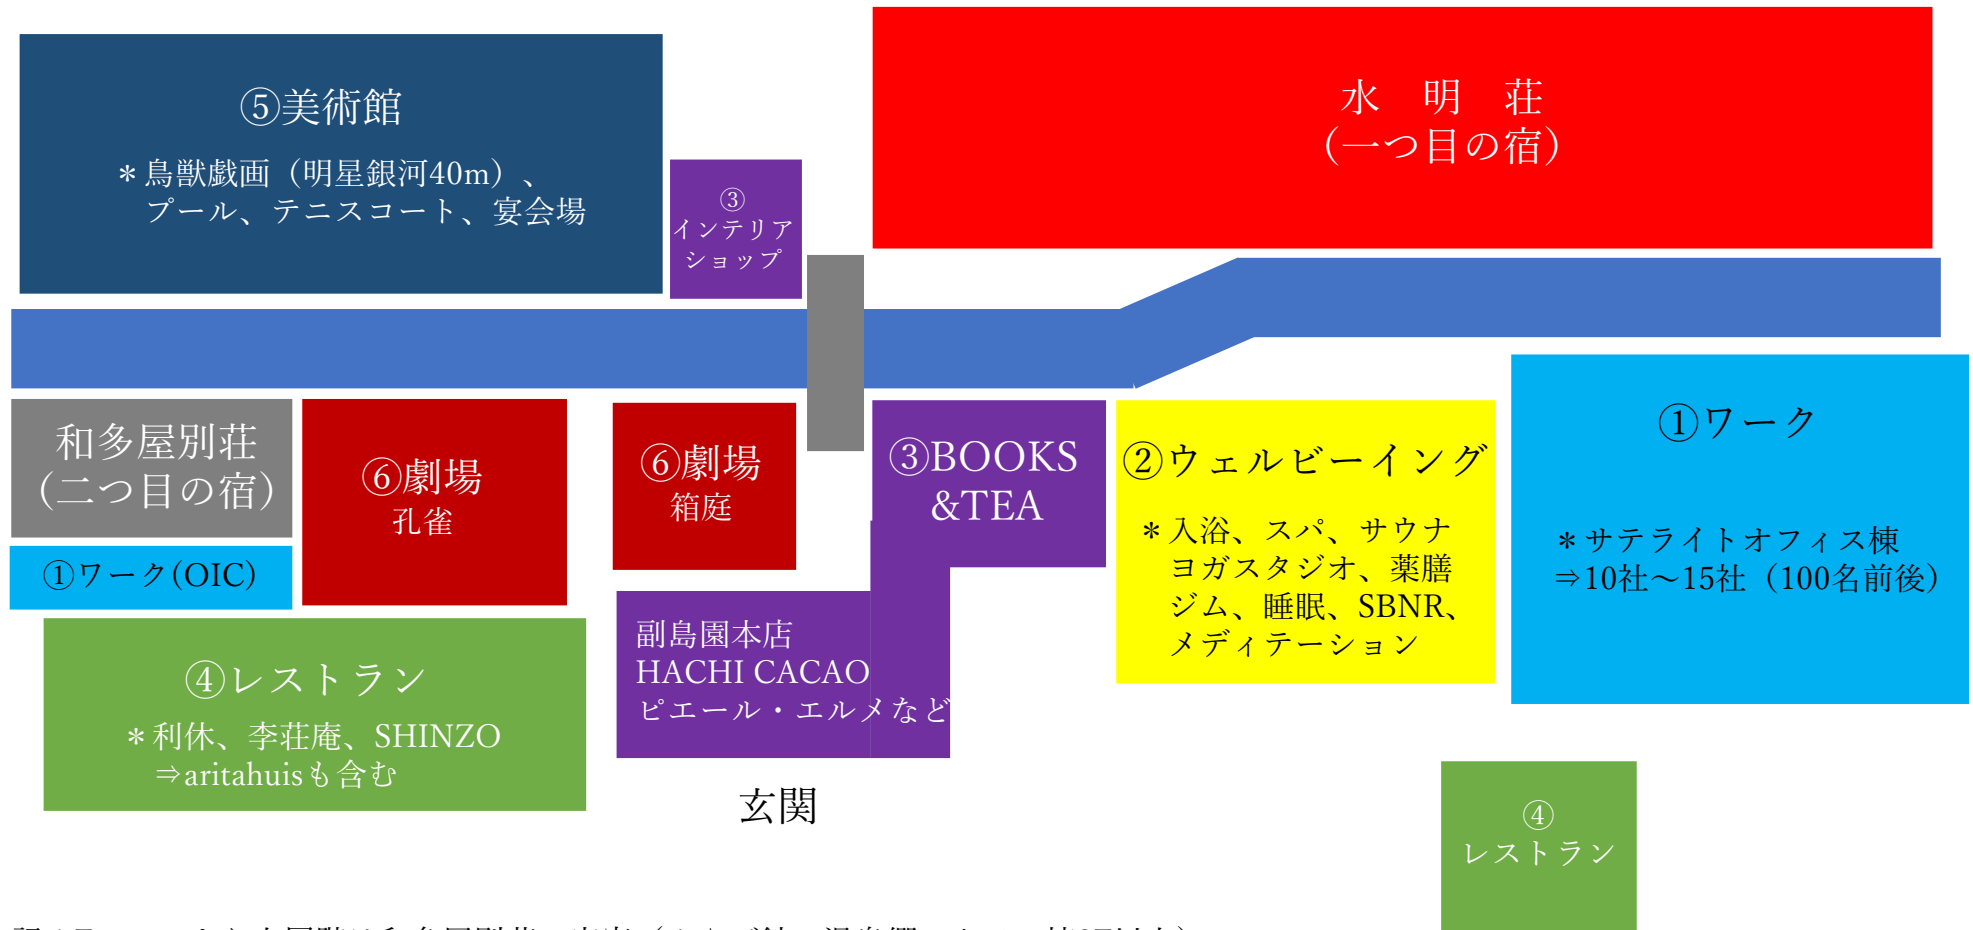 ⑤美術館
＊鳥獣戯画（明星銀河40m）、
プール、テニスコート、宴会場
③
インテリア
ショップ
水　明　荘
（一つ目の宿）
和多屋別荘
（二つ目の宿）
①ワーク(OIC)
⑥劇場
孔雀
⑥劇場
箱庭
③BOOKS
&TEA
副島園本店
HACHI CACAO
ピエール・エルメなど
②ウェルビーイング
＊入浴、スパ、サウナ
ヨガスタジオ、薬膳
ジム、睡眠、SBNR、
メディテーション
①ワーク
＊サテライトオフィス棟
⇒10社～15社（100名前後）
④レストラン
＊利休、李荘庵、SHINZO
⇒aritahuisも含む
玄関
④
レストラン